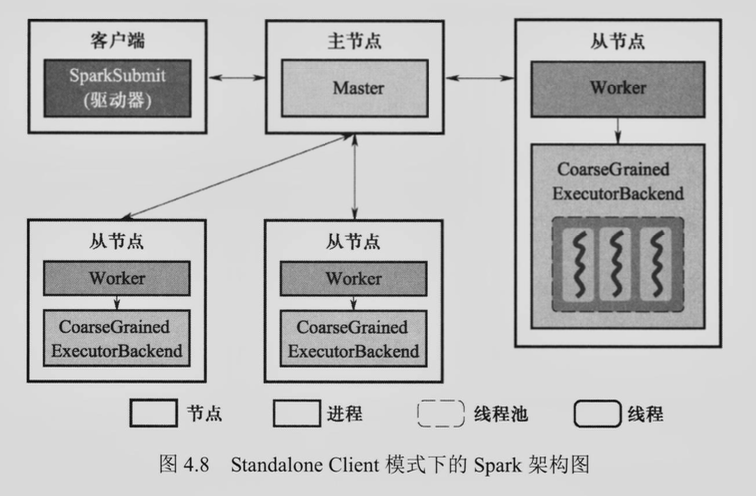 客户端
SparkSubmit
(驱动器)
主节点
Master
从节点
Worker
CoarseGrained
ExecutorBackend
从节点
Worker
CoarseGrained
ExecutorBackend
从节点
Worker
CoarseGrained
ExecutorBackend
节点
进程
线程池
线程
图 4.8 Standalone Client 模式下的 Spark 架构图